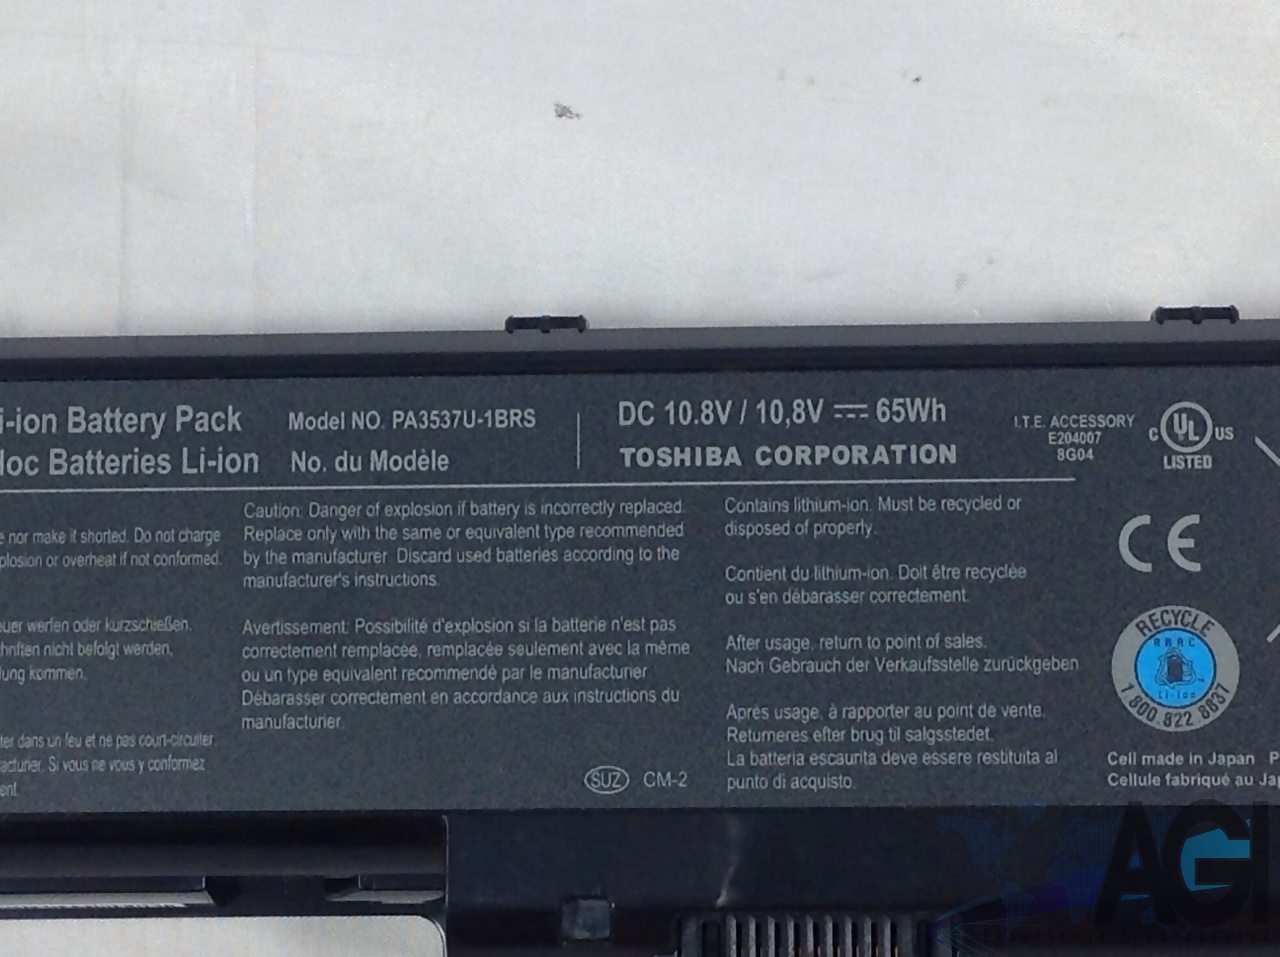 i-ion Battery Pack
loc Batteries Li-ion
Model NO. PA3537U-1BRS
No. du Modèle
DC 10.8V / 10,8V 65Wh
TOSHIBA CORPORATION
I.T.E. ACCESSORY
E204007
8G04
C UL US
LISTED
e nor make it shorted. Do not charge
plosion or overheat if not conformed.
euer werfen oder kurzschließen.
hriften nicht befolgt werden,
lung kommen.
ter dans un feu et ne pas court-circuiter.
acturier. Si vous ne vous y conformez
ent.
Caution: Danger of explosion if battery is incorrectly replaced.
Replace only with the same or equivalent type recommended
by the manufacturer. Discard used batteries according to the
manufacturer's instructions.
Avertissement: Possibilité d'explosion si la batterie n'est pas
correctement remplacée, remplacée seulement avec la même
ou un type equivalent recommendé par le manufacturier.
Débarasser correctement en accordance aux instructions du
manufacturier.
SUZ CM-2
Contains lithium-ion. Must be recycled or
disposed of properly.
Contient du lithium-ion. Doit être recyclée
ou s'en débarasser correctement.
After usage, return to point of sales.
Nach Gebrauch der Verkaufsstelle zurückgeben
Aprés usage, à rapporter au point de vente.
Returneres efter brug til salgsstedet.
La batteria escaurita deve essere restituita al
punto di acquisto.
CE
RECYCLE
RBRC
Li-ion
1.800.822.8837
Cell made in Japan P
Cellule fabriqué au Jap
AGI